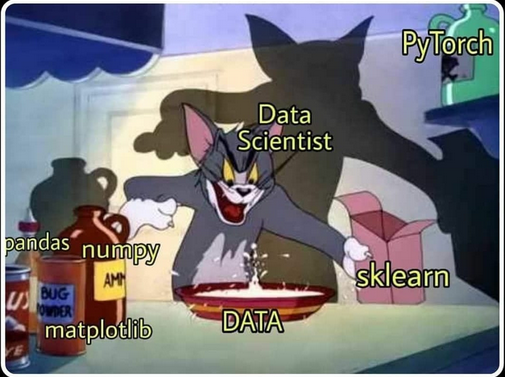 PyTorch
Data
Scientist
pandas
numpy
AMM
sklearn
BUG
POWDER
DATA
matplotlib